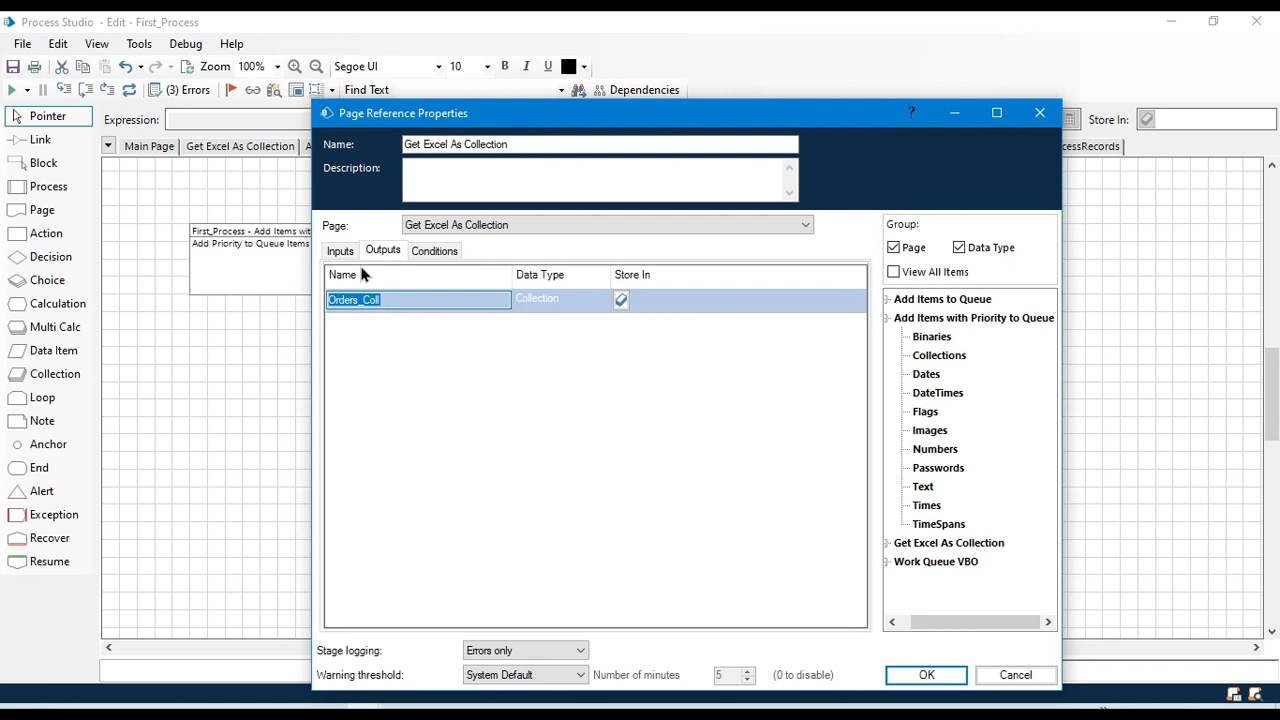 Process Studio - Edit - First_Process
File Edit View Tools Debug Help
Zoom 100% Segoe UI 10 B I U
(3) Errors Find Text Dependencies
Pointer
Link
Block
Process
Page
Action
Decision
Choice
Calculation
Multi Calc
Data Item
Collection
Loop
Note
Anchor
End
Alert
Exception
Recover
Resume
Expression: Store In:
Main Page Get Excel As Collection
First_Process - Add Items
Add Priority to Queue Items
Page Reference Properties ?
Name: Get Excel As Collection
Description:
Page: Get Excel As Collection
Inputs Outputs Conditions
Name Data Type Store In
Orders_Coll Collection
Group:
Page Data Type
View All Items
Add Items to Queue
Add Items with Priority to Queue
Binaries
Collections
Dates
DateTimes
Flags
Images
Numbers
Passwords
Text
Times
TimeSpans
Get Excel As Collection
Work Queue VBO
Stage logging: Errors only
Warning threshold: System Default Number of minutes 5 (0 to disable)
OK Cancel